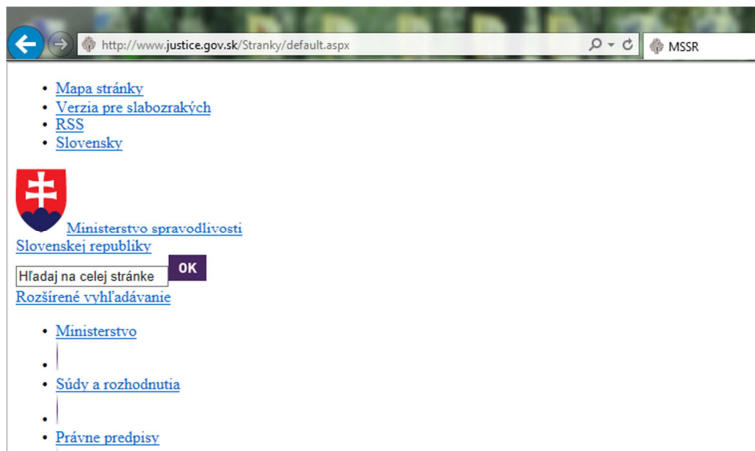 http://www.justice.gov.sk/Stranky/default.aspx
MSSR
Mapa stránky
Verzia pre slabozrakých
RSS
Slovensky
Ministerstvo spravodlivosti
Slovenskej republiky
Hľadaj na celej stránke OK
Rozšírené vyhľadávanie
Ministerstvo
Súdy a rozhodnutia
Právne predpisy